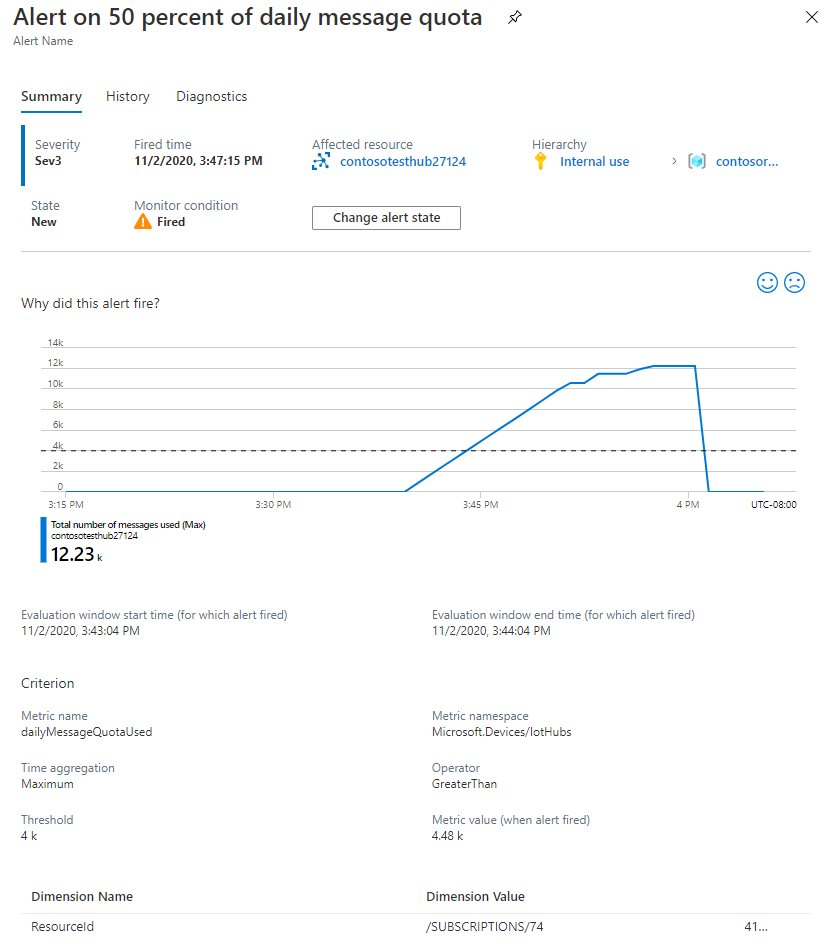 Alert on 50 percent of daily message quota
Alert Name
Summary History Diagnostics
Severity Fired time Affected resource Hierarchy
Sev3 11/2/2020, 3:47:15 PM contosotesthub27124 Internal use > contosor...
State Monitor condition
New Fired Change alert state
Why did this alert fire?
14k
12k
10k
8k
6k
4k
2k
0
3:15 PM 3:30 PM 3:45 PM 4 PM UTC-08:00
Total number of messages used (Max)
contosotesthub27124
12.23 k
Evaluation window start time (for which alert fired) Evaluation window end time (for which alert fired)
11/2/2020, 3:43:04 PM 11/2/2020, 3:44:04 PM
Criterion
Metric name Metric namespace
dailyMessageQuotaUsed Microsoft.Devices/IotHubs
Time aggregation Operator
Maximum GreaterThan
Threshold Metric value (when alert fired)
4 k 4.48 k
Dimension Name Dimension Value
ResourceId /SUBSCRIPTIONS/74 41...